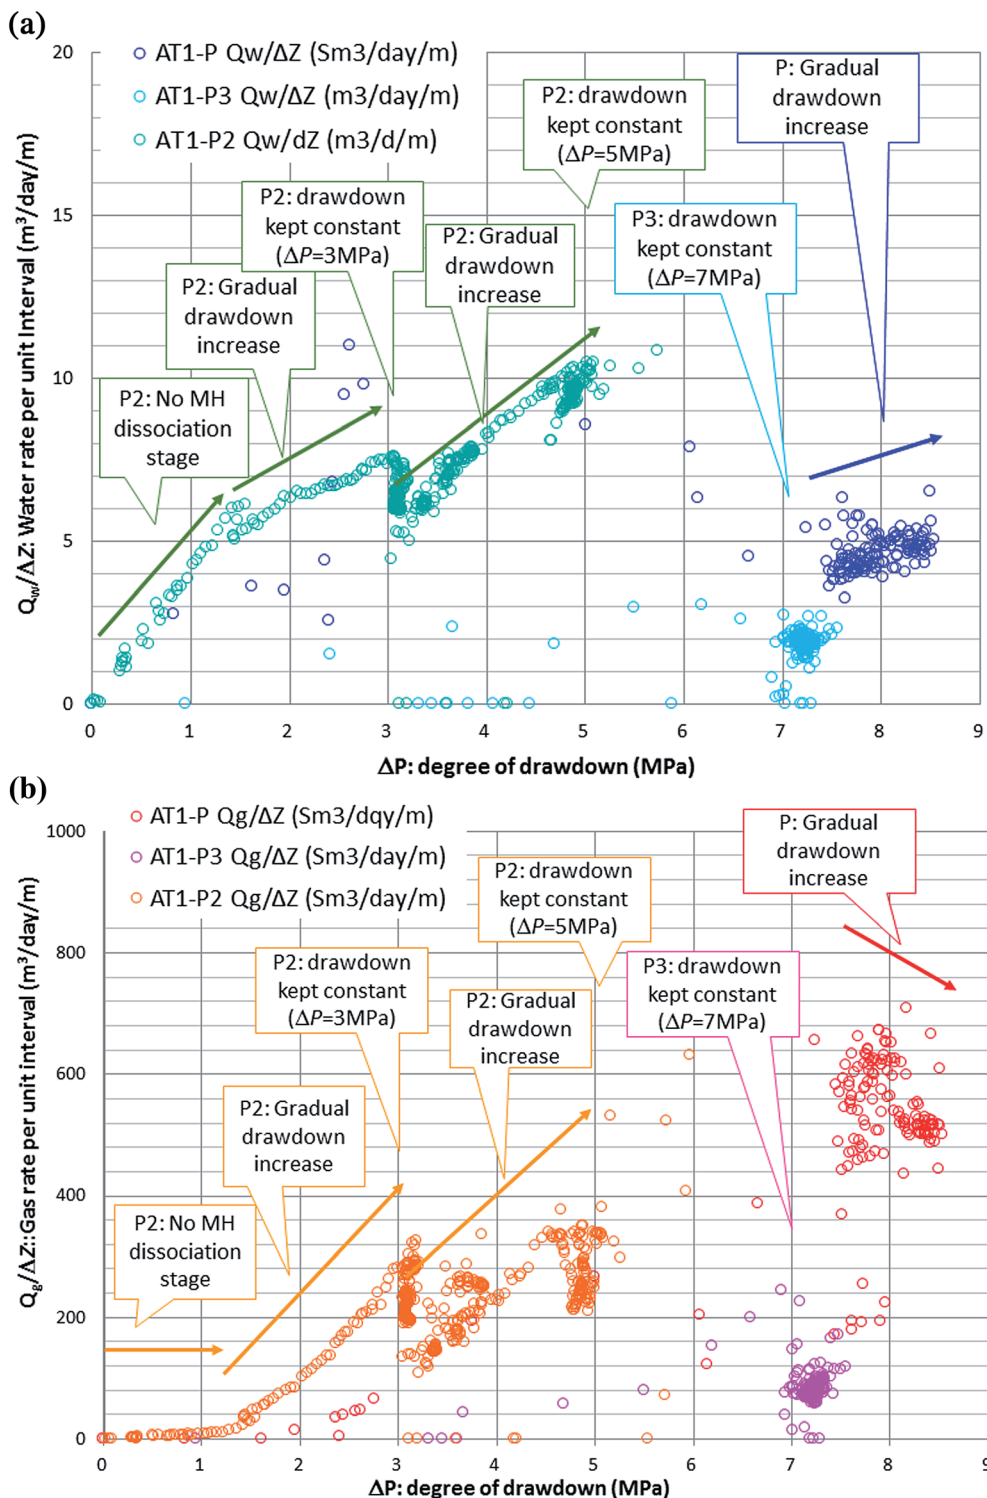 (a)
AT1-P Qw/ΔZ (Sm3/day/m)
AT1-P3 Qw/ΔZ (m3/day/m)
AT1-P2 Qw/dZ (m3/d/m)
P2: drawdown
kept constant
(ΔP=5MPa)
P: Gradual
drawdown
increase
P2: drawdown
kept constant
(ΔP=3MPa)
P2: Gradual
drawdown
increase
P3: drawdown
kept constant
(ΔP=7MPa)
P2: Gradual
drawdown
increase
P2: No MH
dissociation
stage
Qw/ΔZ: Water rate per unit Interval (m³/day/m)
20
15
10
5
0
0 1 2 3 4 5 6 7 8 9
ΔP: degree of drawdown (MPa)
(b)
AT1-P Qg/ΔZ (Sm3/dqy/m)
AT1-P3 Qg/ΔZ (Sm3/day/m)
AT1-P2 Qg/ΔZ (Sm3/day/m)
P: Gradual
drawdown
increase
P2: drawdown
kept constant
(ΔP=5MPa)
P2: drawdown
kept constant
(ΔP=3MPa)
P2: Gradual
drawdown
increase
P3: drawdown
kept constant
(ΔP=7MPa)
P2: Gradual
drawdown
increase
P2: No MH
dissociation
stage
Qg/ΔZ::Gas rate per unit interval (m³/day/m)
1000
800
600
400
200
0
0 1 2 3 4 5 6 7 8 9
ΔP: degree of drawdown (MPa)